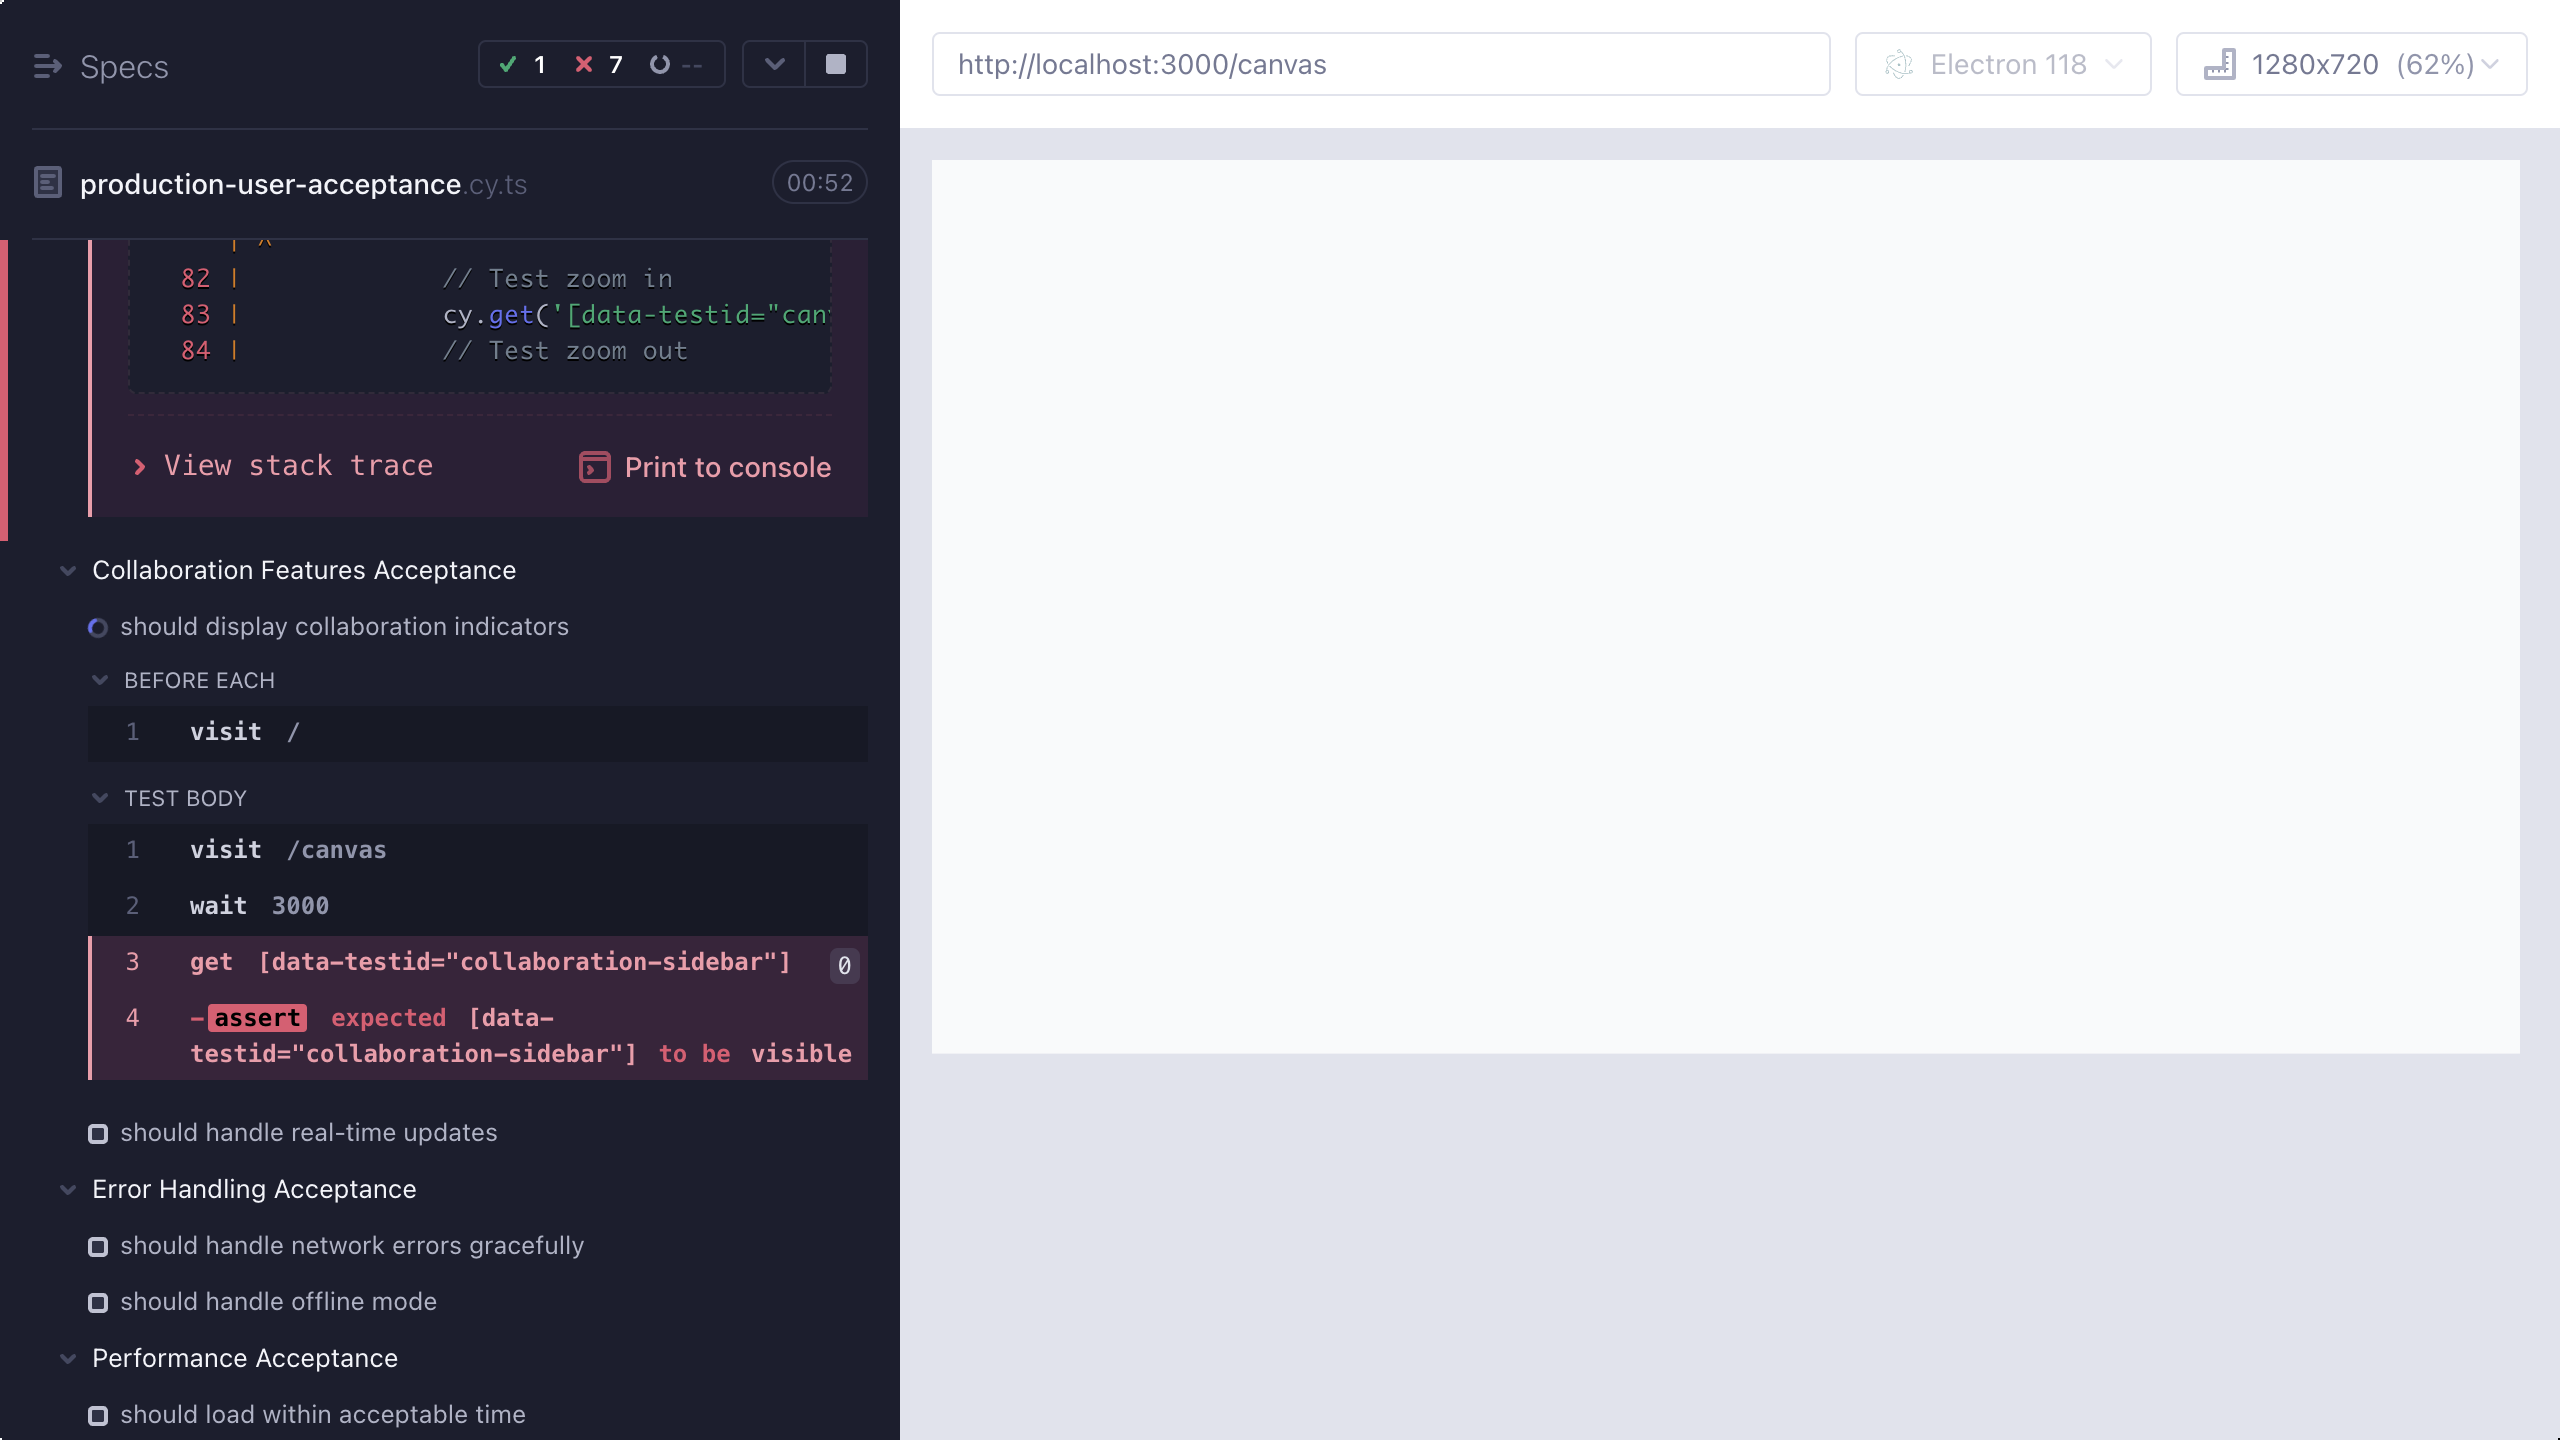 Specs
1 7 --
production-user-acceptance.cy.ts 00:52
| ^
82 | // Test zoom in
83 | cy.get('[data-testid="can
84 | // Test zoom out
View stack trace Print to console
Collaboration Features Acceptance
should display collaboration indicators
BEFORE EACH
1 visit /
TEST BODY
1 visit /canvas
2 wait 3000
3 get [data-testid="collaboration-sidebar"] 0
4 -assert expected [data-
testid="collaboration-sidebar"] to be visible
should handle real-time updates
Error Handling Acceptance
should handle network errors gracefully
should handle offline mode
Performance Acceptance
should load within acceptable time
http://localhost:3000/canvas
Electron 118
1280x720 (62%)